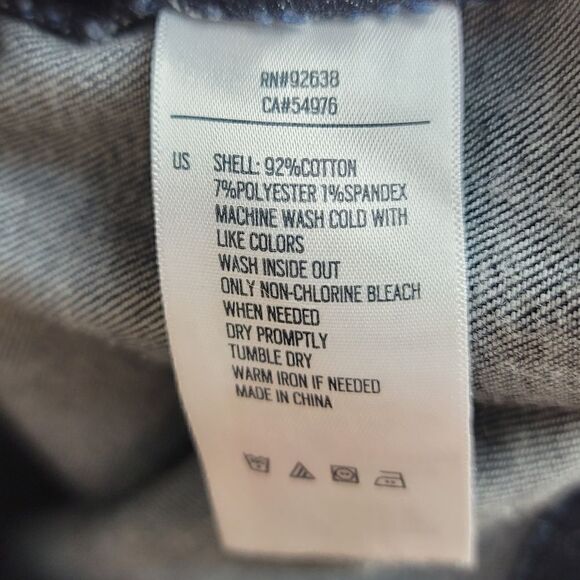 RN#92638
CA#54976
US SHELL: 92%COTTON
7%POLYESTER 1%SPANDEX
MACHINE WASH COLD WITH
LIKE COLORS
WASH INSIDE OUT
ONLY NON-CHLORINE BLEACH
WHEN NEEDED
DRY PROMPTLY
TUMBLE DRY
WARM IRON IF NEEDED
MADE IN CHINA